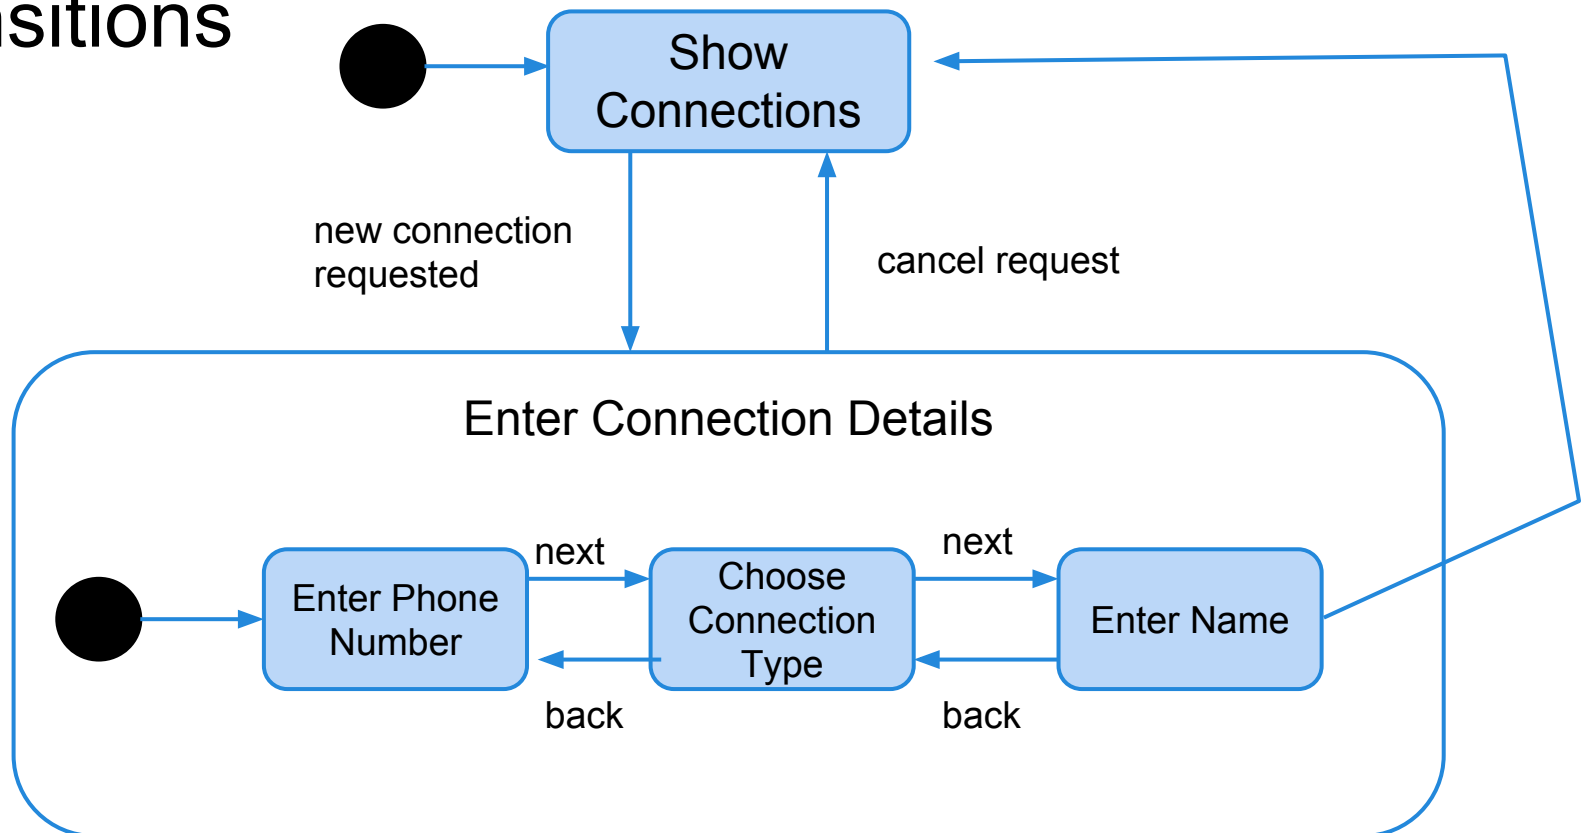 nsitions
Show
Connections
new connection
requested
cancel request
Enter Connection Details
next
next
Enter Phone
Number
Choose
Connection
Type
Enter Name
back
back